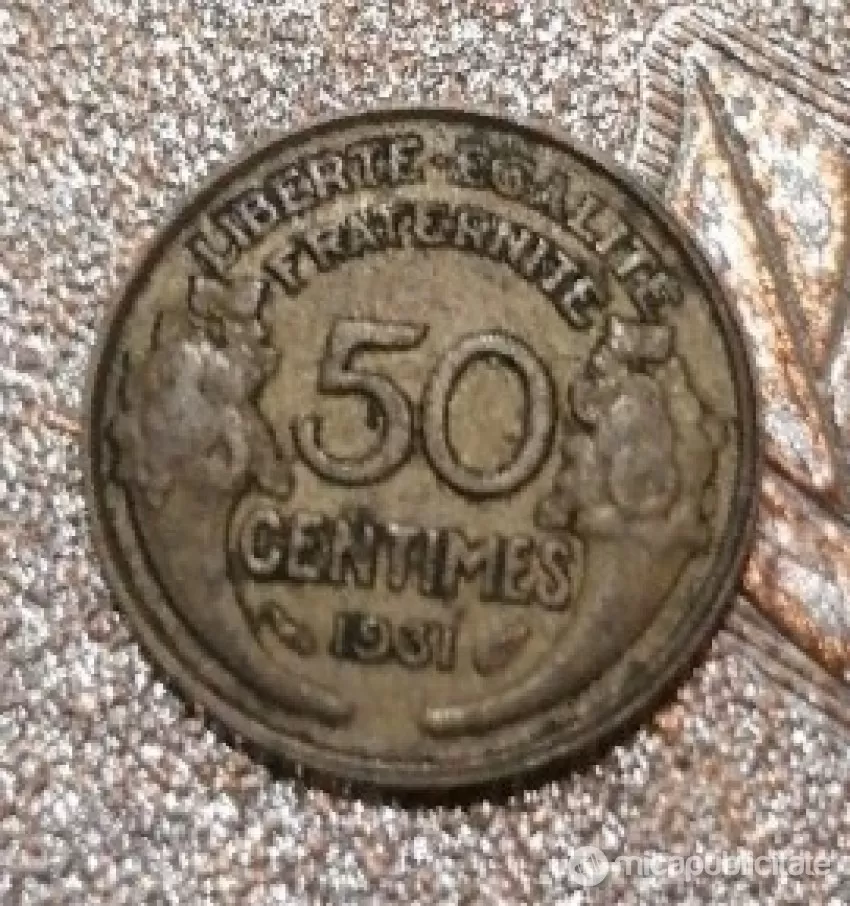 LIBERTE · EGALITE
FRATERNITE
50
CENTIMES
1931
micapublicitate